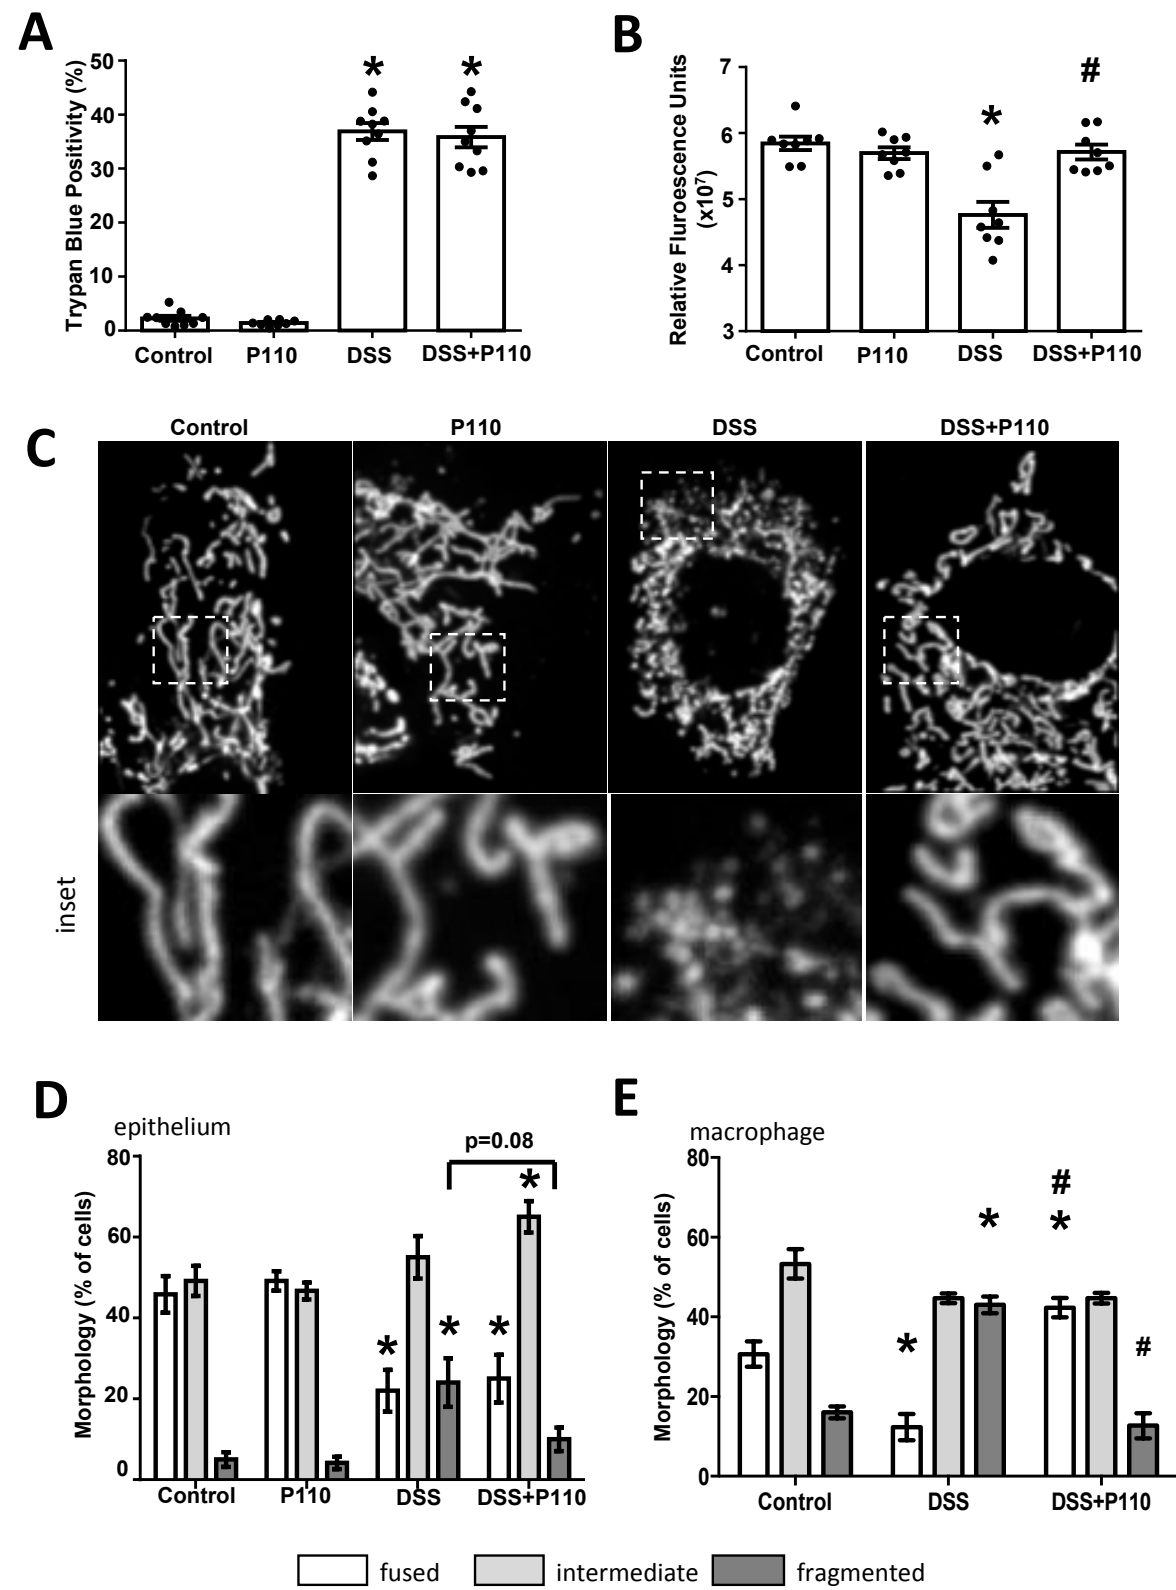 A
Trypan Blue Positivity (%)
50
40
30
20
10
0
* *
Control P110 DSS DSS+P110
B
Relative Fluroescence Units
(x10⁷)
7
6
5
4
3
* #
Control P110 DSS DSS+P110
C
Control P110 DSS DSS+P110
inset
D
epithelium
Morphology (% of cells)
80
60
40
20
0
p=0.08
* * * *
Control P110 DSS DSS+P110
E
macrophage
Morphology (% of cells)
80
60
40
20
0
#
* * *
#
Control DSS DSS+P110
fused intermediate fragmented